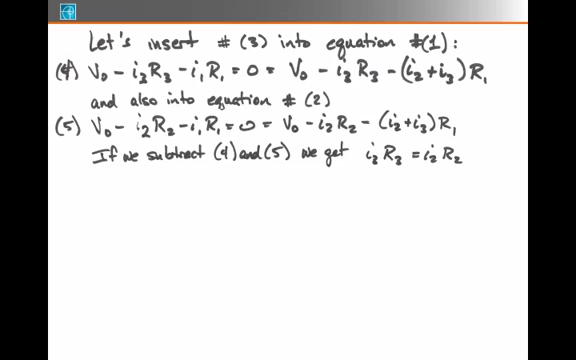 Let's insert # (3) into equation #(1):
(4) V₀ - i₃R₃ - i₁R₁ = 0 = V₀ - i₃R₃ - (i₂+i₃)R₁
and also into equation # (2)
(5) V₀ - i₂R₂ - i₁R₁ = 0 = V₀ - i₂R₂ - (i₂+i₃)R₁
If we subtract (4) and (5) we get i₃R₃ = i₂R₂